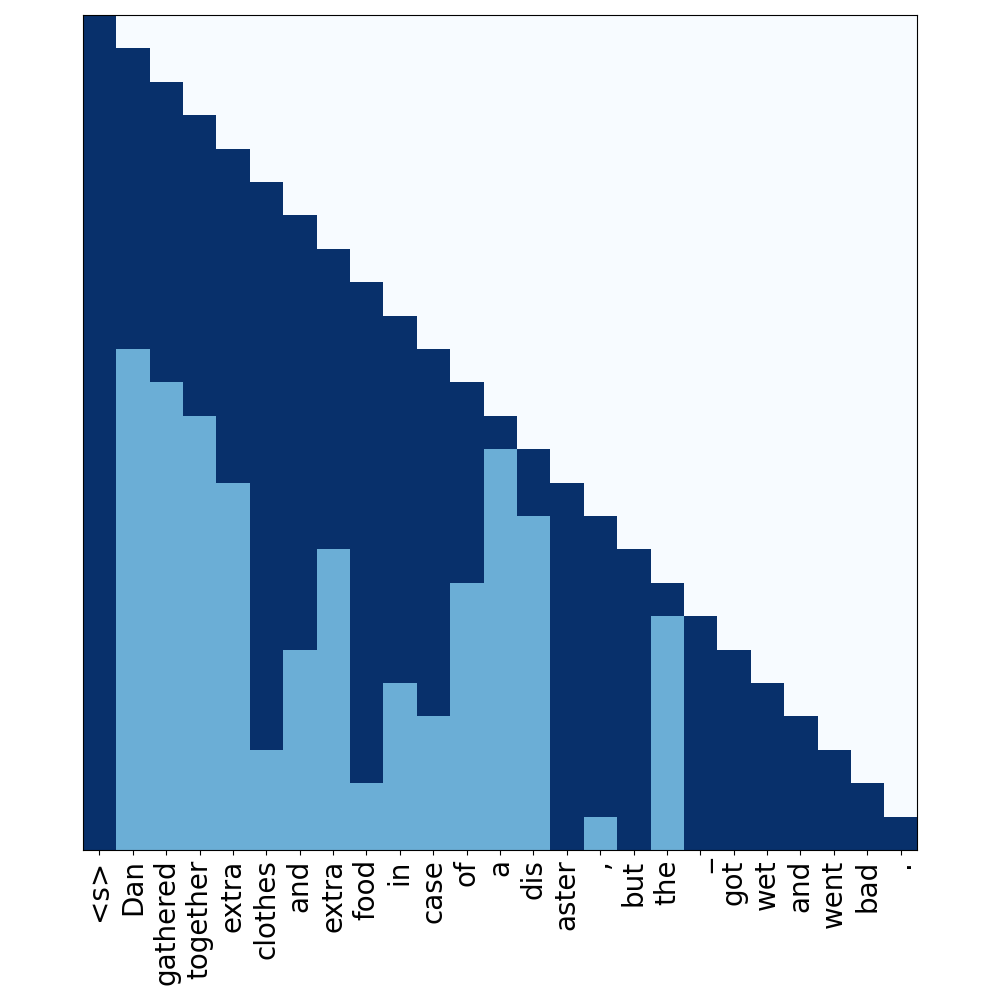 <s> Dan gathered together extra clothes and extra food in case of a dis aster , but the _ got wet and went bad .